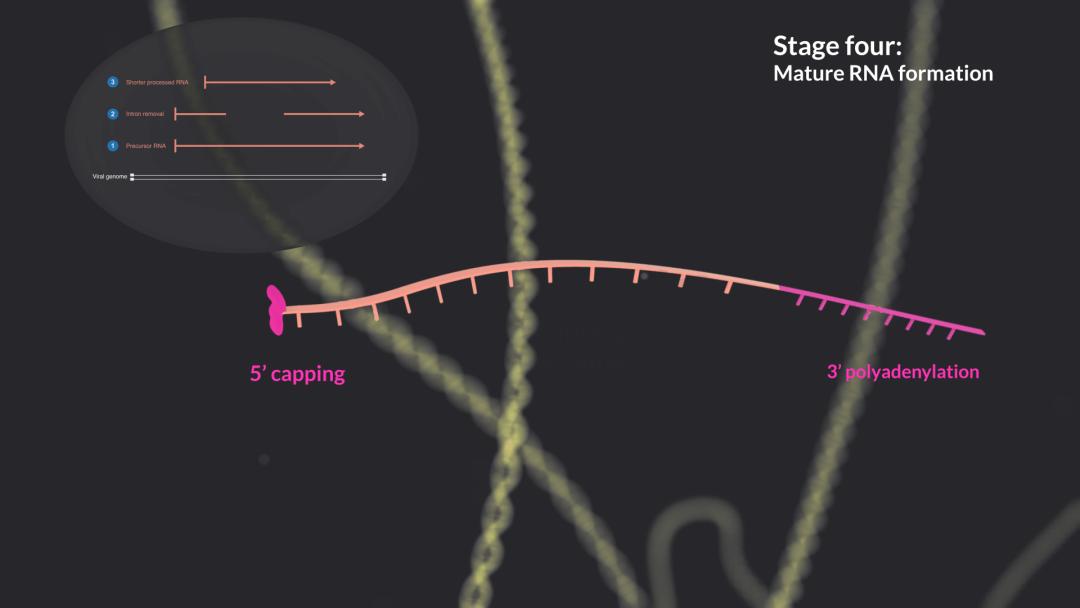 Stage four:
Mature RNA formation
3 Shorter processed RNA
2 Intron removal
1 Precursor RNA
Viral genome
5’ capping
3’ polyadenylation